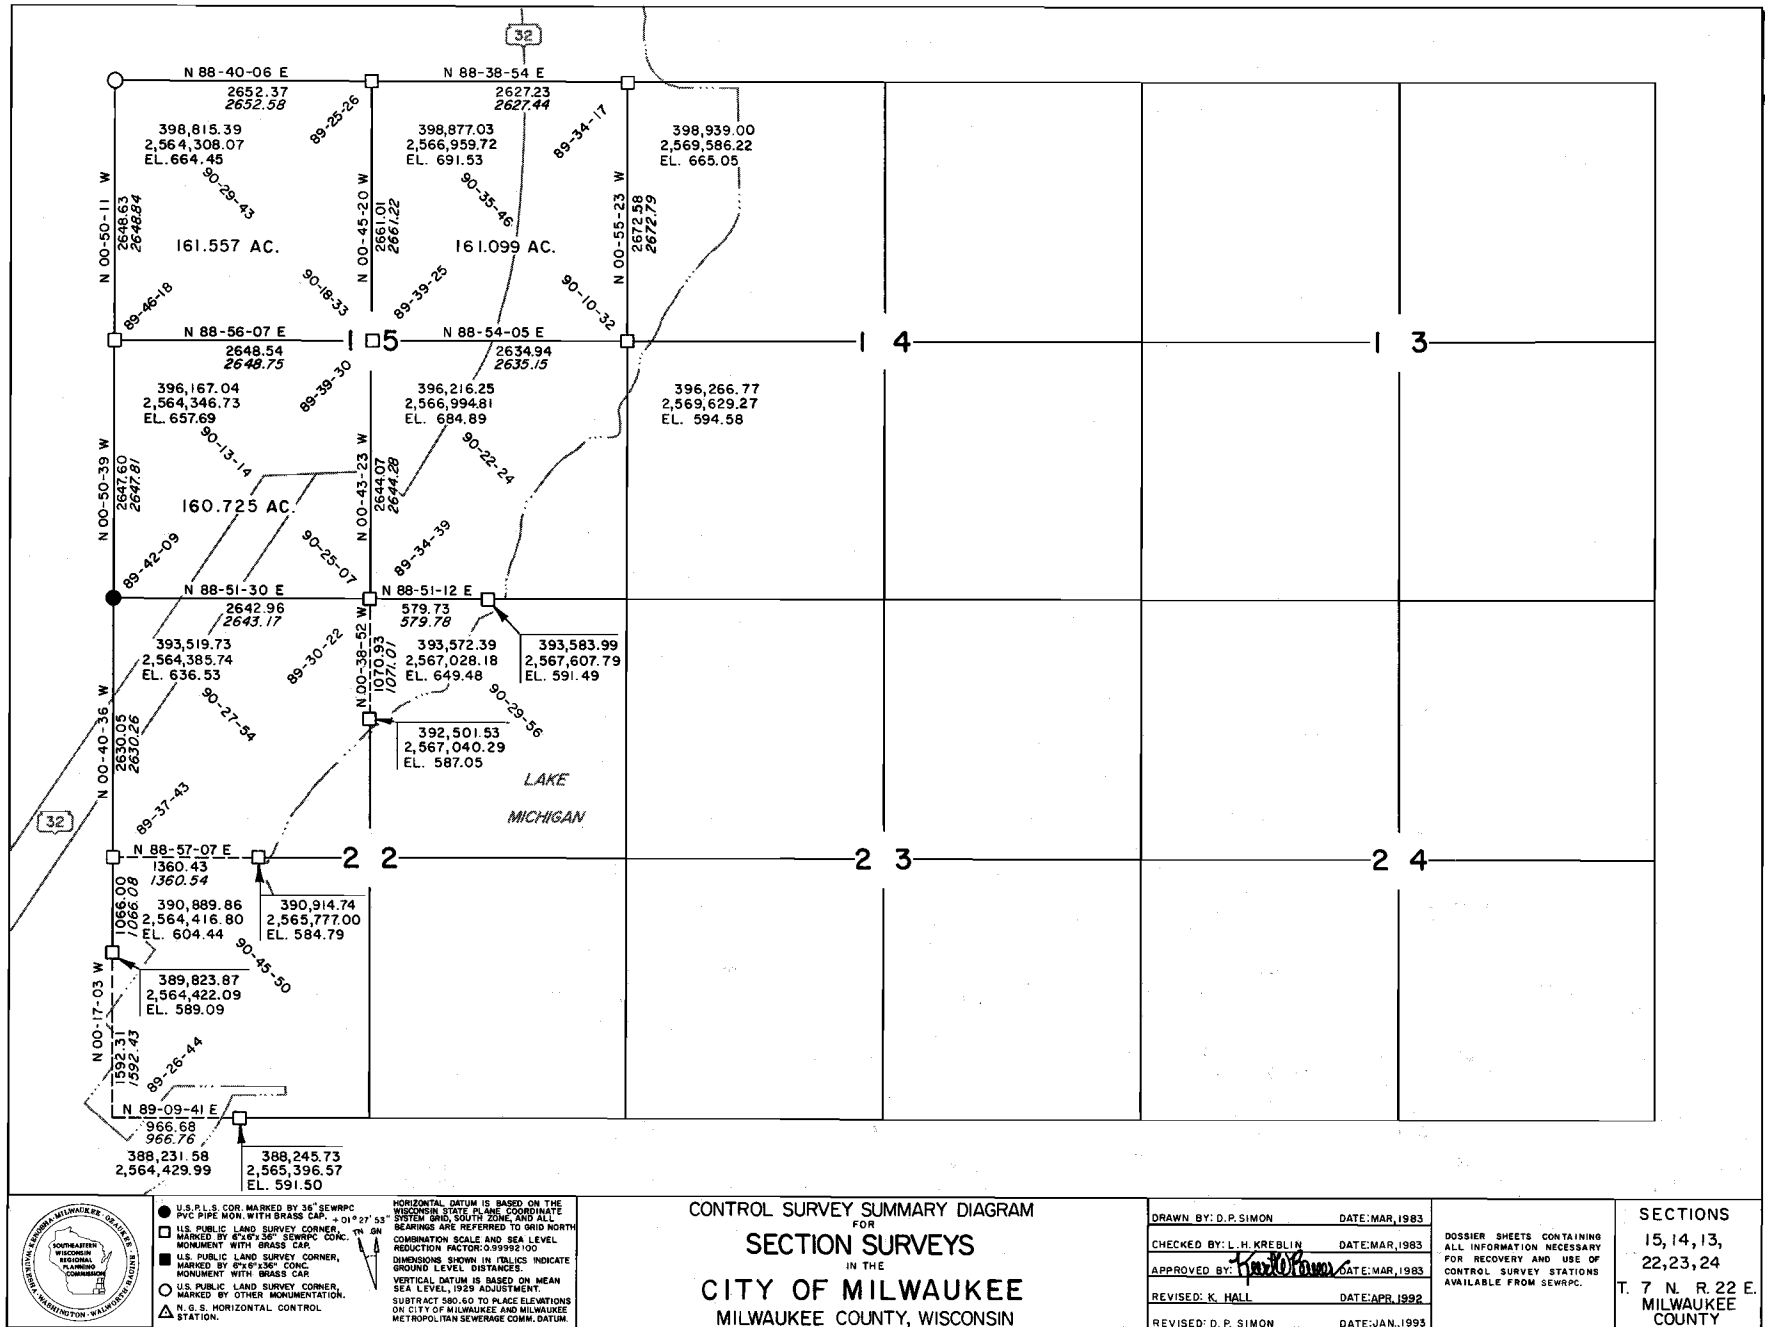 32
N 88-40-06 E
2652.37
2652.58
N 88-38-54 E
2627.23
2627.44
89-25-26
89-34-17
398,815.39
2,564,308.07
EL. 664.45
398,877.03
2,566,959.72
EL. 691.53
398,939.00
2,569,586.22
EL. 665.05
90-29-43
90-35-46
N 00-50-11 W
2648.63
2648.84
N 00-45-20 W
2661.01
2661.22
N 00-55-23 W
2672.58
2672.79
161.557 AC.
161.099 AC.
89-46-18
90-18-33
89-39-25
90-10-32
N 88-56-07 E
2648.54
2648.75
15
N 88-54-05 E
2634.94
2635.15
14
13
89-39-30
396,167.04
2,564,346.73
EL. 657.69
396,216.25
2,566,994.81
EL. 684.89
396,266.77
2,569,629.27
EL. 594.58
90-13-14
90-22-24
N 00-50-39 W
2647.60
2647.81
N 00-43-23 W
2644.07
2644.28
160.725 AC.
89-42-09
90-25-07
89-34-39
N 88-51-30 E
2642.96
2643.17
N 88-51-12 E
579.73
579.78
393,519.73
2,564,385.74
EL. 636.53
89-30-22
N 00-38-52 W
1070.93
1071.01
393,572.39
2,567,028.18
EL. 649.48
393,583.99
2,567,607.79
EL. 591.49
90-27-54
90-29-56
N 00-40-36 W
2630.05
2630.26
392,501.53
2,567,040.29
EL. 587.05
LAKE
MICHIGAN
89-37-43
32
N 88-57-07 E
1360.43
1360.54
22
23
24
1066.00
1066.08
390,889.86
2,564,416.80
EL. 604.44
390,914.74
2,565,777.00
EL. 584.79
90-45-50
389,823.87
2,564,422.09
EL. 589.09
N 00-17-03 W
1592.31
1592.43
89-26-44
N 89-09-41 E
966.68
966.76
388,231.58
2,564,429.99
388,245.73
2,565,396.57
EL. 591.50
SOUTHEASTERN
WISCONSIN
REGIONAL
PLANNING
COMMISSION
U.S.P.L.S. COR. MARKED BY 36" SEWRPC
PVC PIPE MON. WITH BRASS CAP.
U.S. PUBLIC LAND SURVEY CORNER,
MARKED BY 6"x6"x36" SEWRPC CONC.
MONUMENT WITH BRASS CAP.
U.S. PUBLIC LAND SURVEY CORNER,
MARKED BY 6"x6"x36" CONC.
MONUMENT WITH BRASS CAP.
U.S. PUBLIC LAND SURVEY CORNER,
MARKED BY OTHER MONUMENTATION.
N.G.S. HORIZONTAL CONTROL
STATION.
+01°27'53"
TN GN
HORIZONTAL DATUM IS BASED ON THE
WISCONSIN STATE PLANE COORDINATE
SYSTEM GRID, SOUTH ZONE, AND ALL
BEARINGS ARE REFERRED TO GRID NORTH
COMBINATION SCALE AND SEA LEVEL
REDUCTION FACTOR: 0.99992100
DIMENSIONS SHOWN IN ITALICS INDICATE
GROUND LEVEL DISTANCES.
VERTICAL DATUM IS BASED ON MEAN
SEA LEVEL, 1929 ADJUSTMENT.
SUBTRACT 580.60 TO PLACE ELEVATIONS
ON CITY OF MILWAUKEE AND MILWAUKEE
METROPOLITAN SEWERAGE COMM. DATUM.
CONTROL SURVEY SUMMARY DIAGRAM
FOR
SECTION SURVEYS
IN THE
CITY OF MILWAUKEE
MILWAUKEE COUNTY, WISCONSIN
DRAWN BY: D.P. SIMON DATE: MAR, 1983
CHECKED BY: L.H. KREBLIN DATE: MAR, 1983
APPROVED BY: DATE: MAR, 1983
REVISED: K. HALL DATE: APR, 1992
REVISED: D.P. SIMON DATE: JAN, 1993
DOSSIER SHEETS CONTAINING
ALL INFORMATION NECESSARY
FOR RECOVERY AND USE OF
CONTROL SURVEY STATIONS
AVAILABLE FROM SEWRPC.
SECTIONS
15, 14, 13,
22, 23, 24
T. 7 N. R. 22 E.
MILWAUKEE
COUNTY